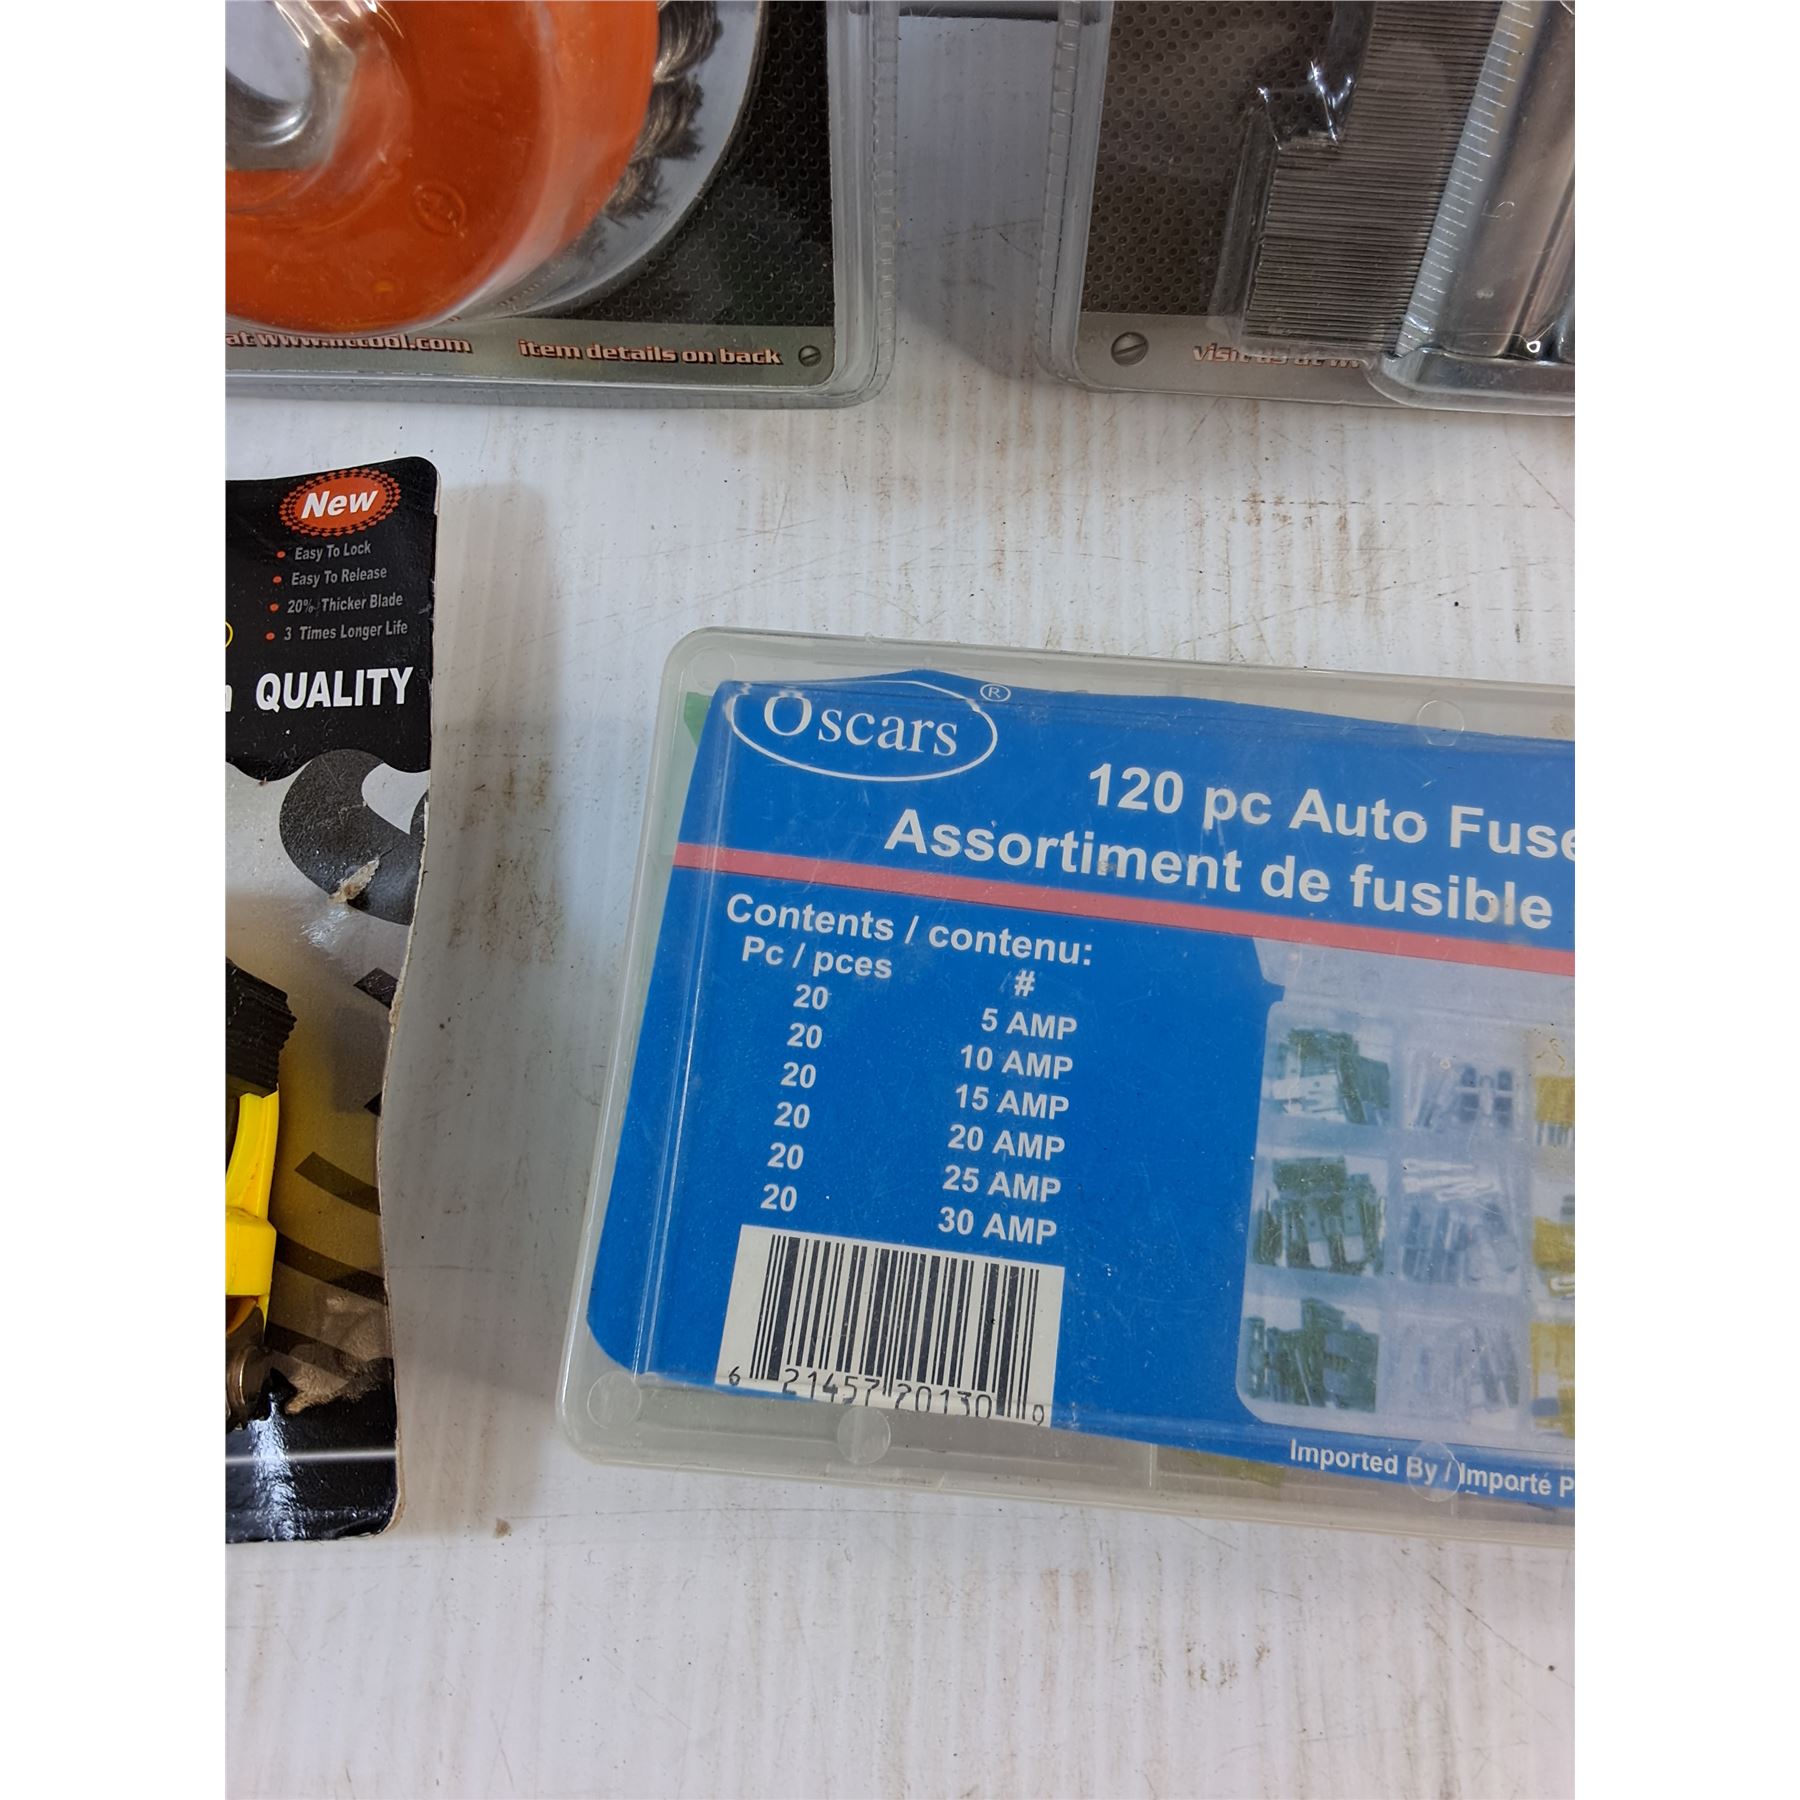 item details on back
visit us at
New
Easy To Lock
Easy To Release
20% Thicker Blade
3 Times Longer Life
QUALITY
Oscars ®
120 pc Auto Fuse
Assortiment de fusible
Contents / contenu:
Pc / pces #
20 5 AMP
20 10 AMP
20 15 AMP
20 20 AMP
20 25 AMP
20 30 AMP
6 21457 20130 9
Imported By / Importé P